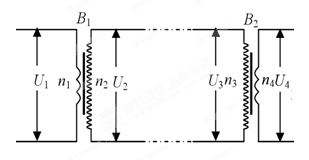 B₁ B₂
U₁ n₁ n₂ U₂ U₃ n₃ n₄ U₄